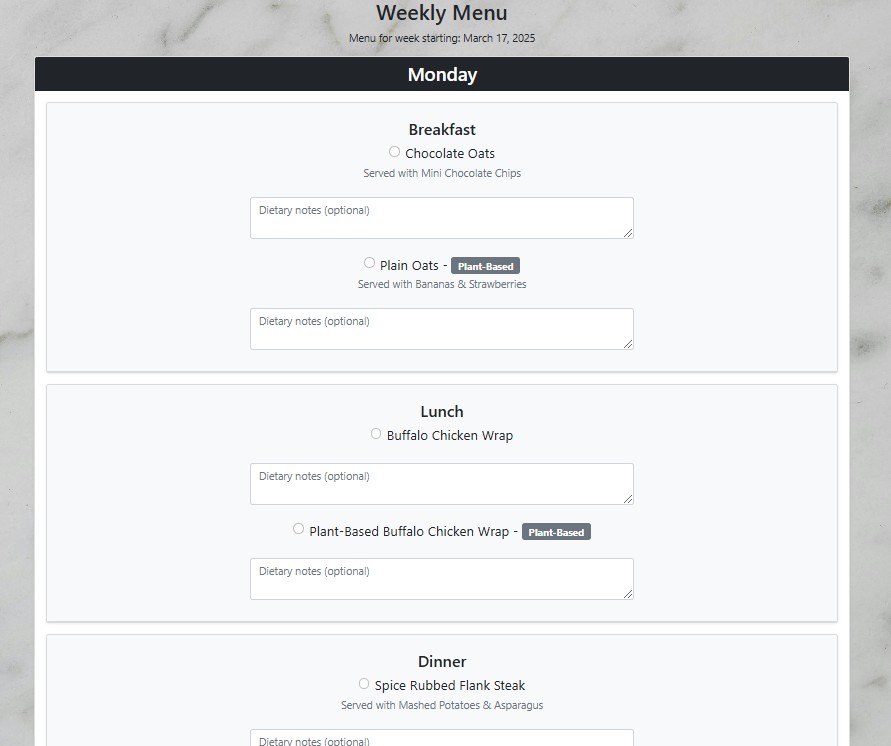 Weekly Menu
Menu for week starting: March 17, 2025
Monday
Breakfast
Chocolate Oats
Served with Mini Chocolate Chips
Dietary notes (optional)
Plain Oats - Plant-Based
Served with Bananas & Strawberries
Dietary notes (optional)
Lunch
Buffalo Chicken Wrap
Dietary notes (optional)
Plant-Based Buffalo Chicken Wrap - Plant-Based
Dietary notes (optional)
Dinner
Spice Rubbed Flank Steak
Served with Mashed Potatoes & Asparagus
Dietary notes (optional)